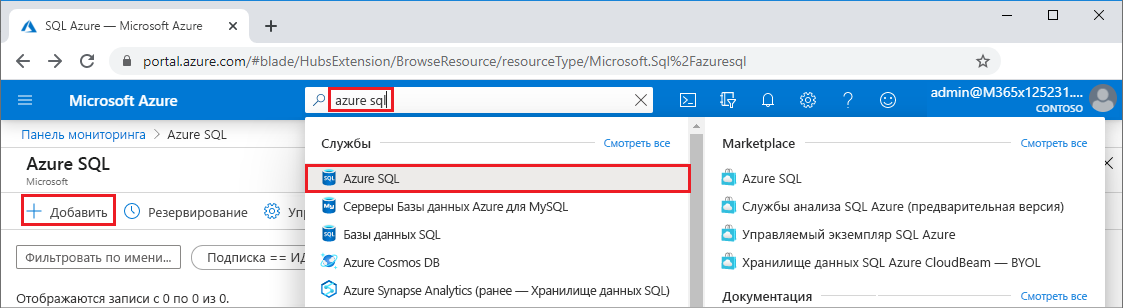 SQL Azure — Microsoft Azure
portal.azure.com/#blade/HubsExtension/BrowseResource/resourceType/Microsoft.Sql%2Fazuresql
Microsoft Azure
azure sql
admin@M365x125231....
CONTOSO
Панель мониторинга > Azure SQL
Azure SQL
Microsoft
Добавить Резервирование Упр
Фильтровать по имени... Подписка == ИД
Отображаются записи с 0 по 0 из 0.
Службы Смотреть все
Azure SQL
Серверы Базы данных Azure для MySQL
Базы данных SQL
Azure Cosmos DB
Azure Synapse Analytics (ранее — Хранилище данных SQL)
Marketplace Смотреть все
Azure SQL
Службы анализа SQL Azure (предварительная версия)
Управляемый экземпляр SQL Azure
Хранилище данных SQL Azure CloudBeam — BYOL
Документация Смотреть все